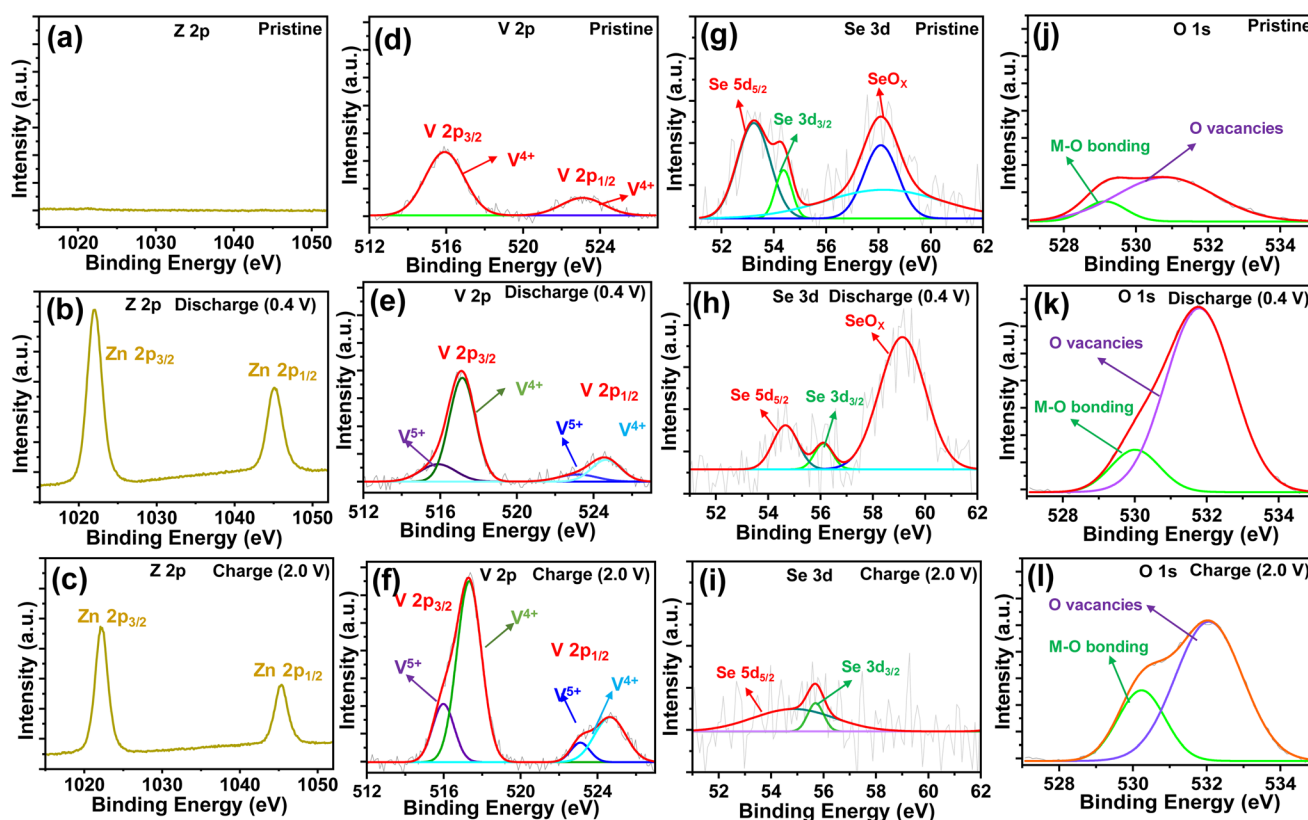 (a)
Z 2p
Pristine
Intensity (a.u.)
1020 1030 1040 1050
Binding Energy (eV)
(d)
V 2p
Pristine
V 2p3/2
V4+
V 2p1/2
V4+
Intensity (a.u.)
512 516 520 524
Binding Energy (eV)
(g)
Se 3d
Pristine
Se 5d5/2
Se 3d3/2
SeOX
Intensity (a.u.)
52 54 56 58 60 62
Binding Energy (eV)
(j)
O 1s
Pristine
O vacancies
M-O bonding
Intensity (a.u.)
528 530 532 534
Binding Energy (eV)
(b)
Z 2p
Discharge (0.4 V)
Zn 2p3/2
Zn 2p1/2
Intensity (a.u.)
1020 1030 1040 1050
Binding Energy (eV)
(e)
V 2p
Discharge (0.4 V)
V 2p3/2
V4+
V 2p1/2
V5+
V5+
V4+
Intensity (a.u.)
512 516 520 524
Binding Energy (eV)
(h)
Se 3d
Discharge (0.4 V)
SeOX
Se 5d5/2
Se 3d3/2
Intensity (a.u.)
52 54 56 58 60 62
Binding Energy (eV)
(k)
O 1s
Discharge (0.4 V)
O vacancies
M-O bonding
Intensity (a.u.)
528 530 532 534
Binding Energy (eV)
(c)
Z 2p
Charge (2.0 V)
Zn 2p3/2
Zn 2p1/2
Intensity (a.u.)
1020 1030 1040 1050
Binding Energy (eV)
(f)
V 2p
Charge (2.0 V)
V 2p3/2
V4+
V 2p1/2
V5+
V5+
V4+
Intensity (a.u.)
512 516 520 524
Binding Energy (eV)
(i)
Se 3d
Charge (2.0 V)
Se 5d5/2
Se 3d3/2
Intensity (a.u.)
52 54 56 58 60 62
Binding Energy (eV)
(l)
O 1s
Charge (2.0 V)
O vacancies
M-O bonding
Intensity (a.u.)
528 530 532 534
Binding Energy (eV)